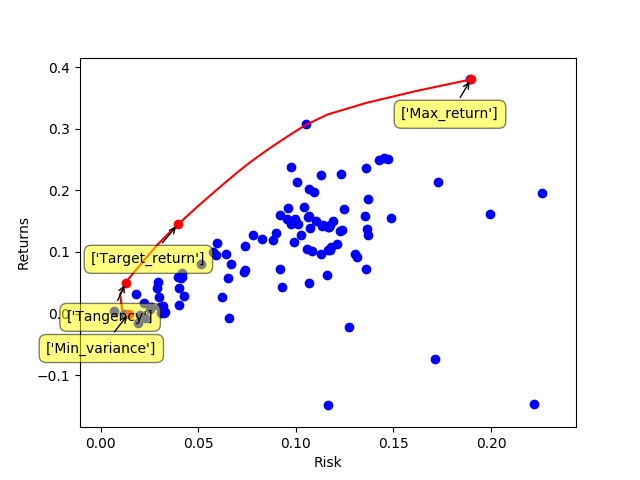 0.4
0.3
0.2
0.1
0.0
−0.1
Returns
['Max_return']
['Target_return']
['Tangency']
['Min_variance']
0.00 0.05 0.10 0.15 0.20
Risk